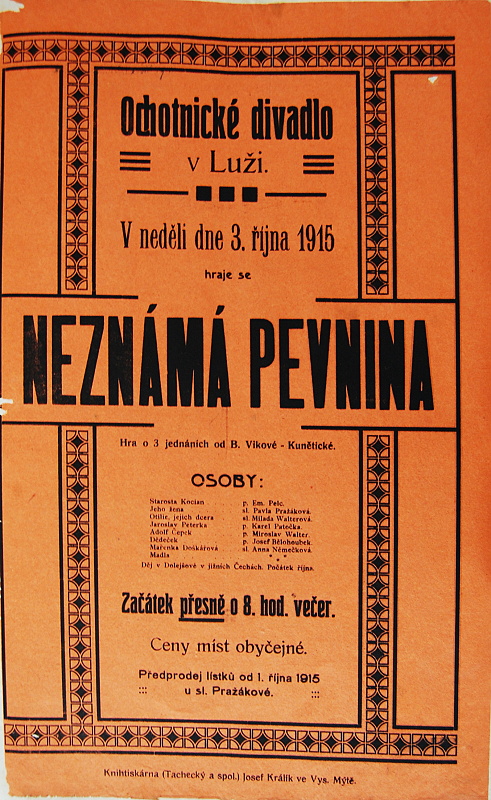 Ochotnické divadlo
v Luži.
V neděli dne 3. října 1915
hraje se
NEZNÁMÁ PEVNINA
Hra o 3 jednáních od B. Vikové - Kunětické.
OSOBY:
Starosta Kocian . . . . p. Em. Pelc.
Jeho žena . . . . sl. Pavla Pražáková.
Otilie, jejich dcera . . . . sl. Milada Walterová.
Jaroslav Peterka . . . . p. Karel Patočka.
Adolf Čepek . . . . p. Miroslav Walter.
Dědeček . . . . p. Josef Bělohoubek.
Mařenka Doškářová . . sl. Anna Němečková.
Madla . . . . * * *
Děj v Dolejšově v jižních Čechách. Počátek října.
Začátek přesně o 8. hod. večer.
Ceny míst obyčejné.
Předprodej lístků od 1. října 1915
u sl. Pražákové.
Knihtiskárna (Tachecký a spol.) Josef Králík ve Vys. Mýtě.